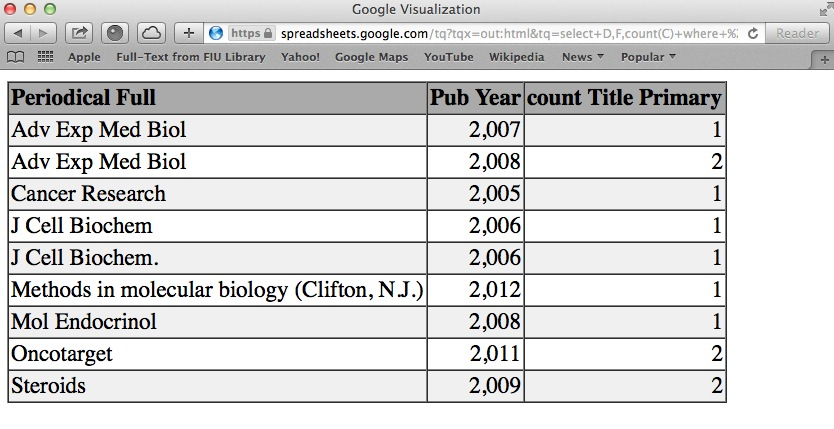 Google Visualization
https spreadsheets.google.com/tq?tqx=out:html&tq=select+D,F,count(C)+where+% Reader
Apple Full-Text from FIU Library Yahoo! Google Maps YouTube Wikipedia News Popular
Periodical Full Pub Year count Title Primary
Adv Exp Med Biol 2,007 1
Adv Exp Med Biol 2,008 2
Cancer Research 2,005 1
J Cell Biochem 2,006 1
J Cell Biochem. 2,006 1
Methods in molecular biology (Clifton, N.J.) 2,012 1
Mol Endocrinol 2,008 1
Oncotarget 2,011 2
Steroids 2,009 2